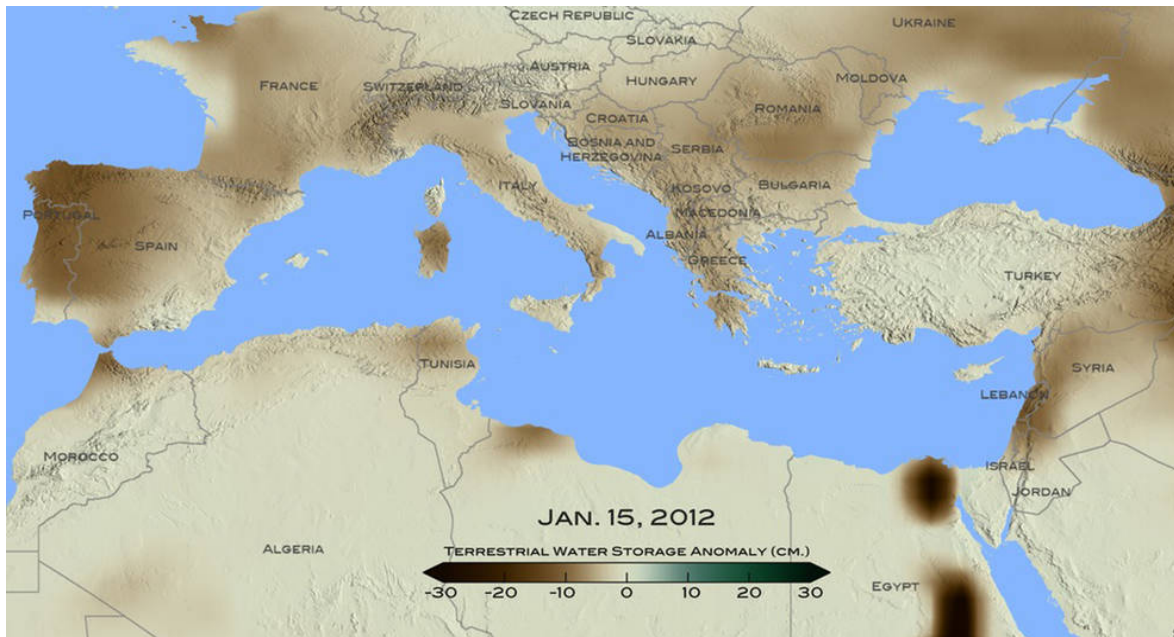 CZECH REPUBLIC
UKRAINE
SLOVAKIA
AUSTRIA
HUNGARY
MOLDOVA
FRANCE
SWITZERLAND
SLOVANIA
ROMANIA
CROATIA
BOSNIA AND
HERZEGOVINA
SERBIA
ITALY
KOSOVO
BULGARIA
PORTUGAL
MACEDONIA
ALBANIA
SPAIN
GREECE
TURKEY
TUNISIA
SYRIA
LEBANON
MOROCCO
ISRAEL
JORDAN
JAN. 15, 2012
ALGERIA
TERRESTRIAL WATER STORAGE ANOMALY (CM.)
EGYPT
-30 -20 -10 0 10 20 30